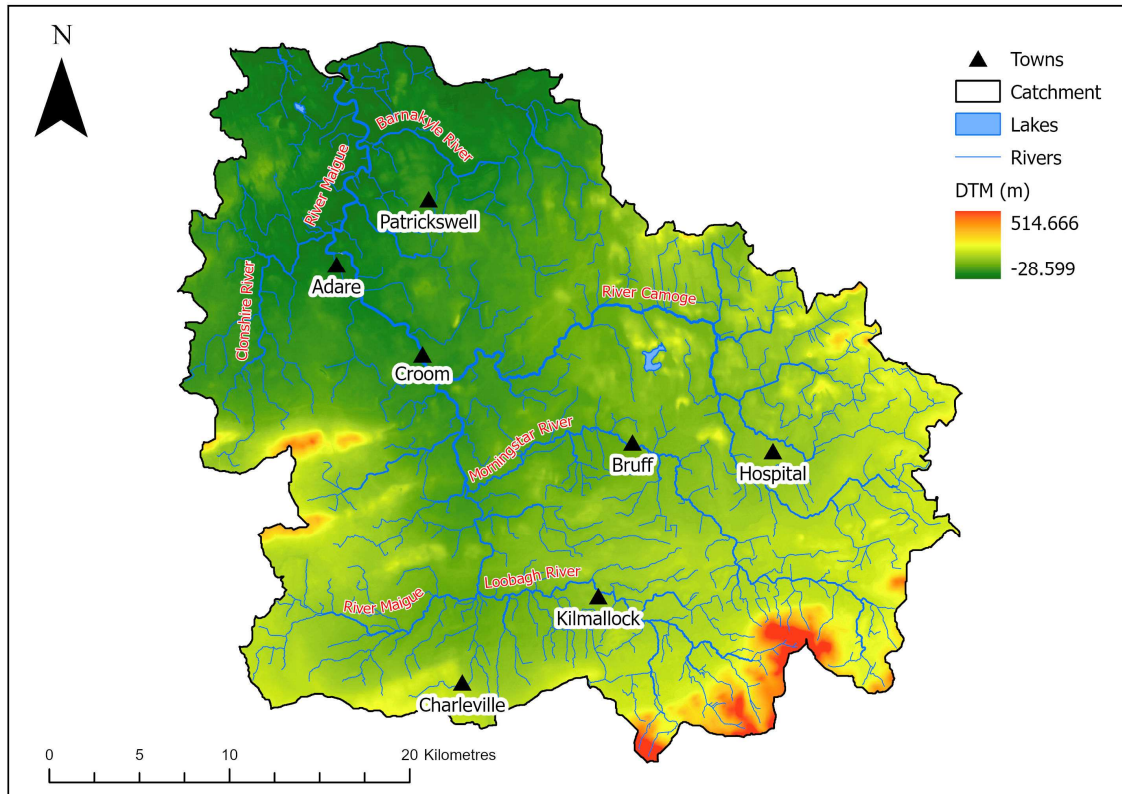 N
Towns
Catchment
Lakes
Rivers
DTM (m)
514.666
-28.599
Barnakyle River
River Maigue
Patrickswell
Clonshire River
Adare
River Camoge
Croom
Morningstar River
Bruff
Hospital
Loobagh River
River Maigue
Kilmallock
Charleville
0 5 10 20 Kilometres